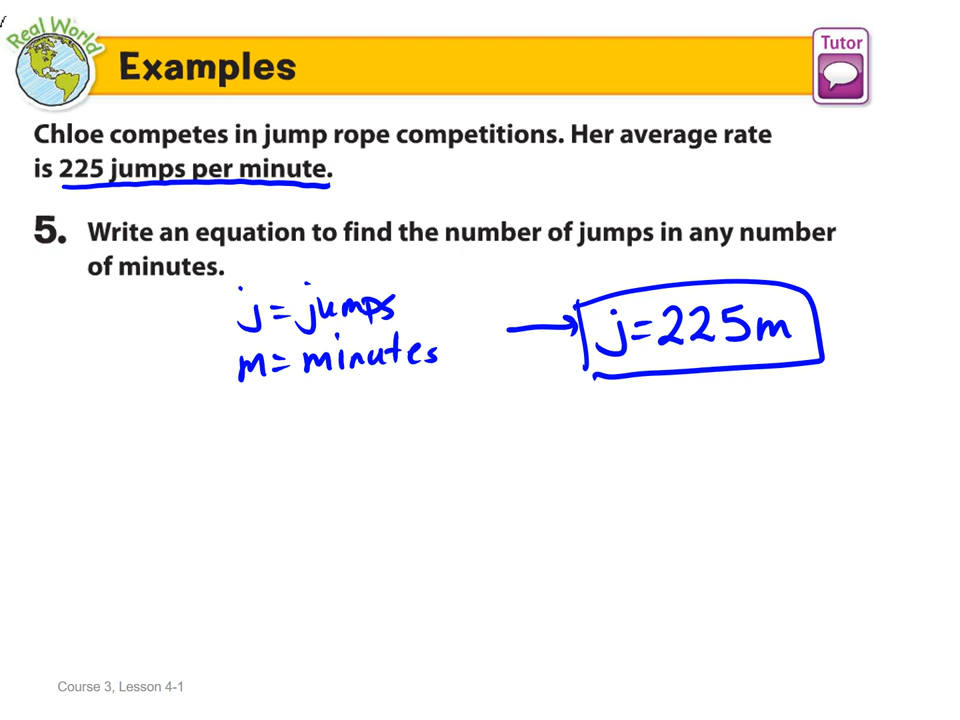 Real World
Examples
Tutor
Chloe competes in jump rope competitions. Her average rate
is 225 jumps per minute.
5. Write an equation to find the number of jumps in any number
of minutes.
j = jumps
m = minutes
j = 225m
Course 3, Lesson 4-1